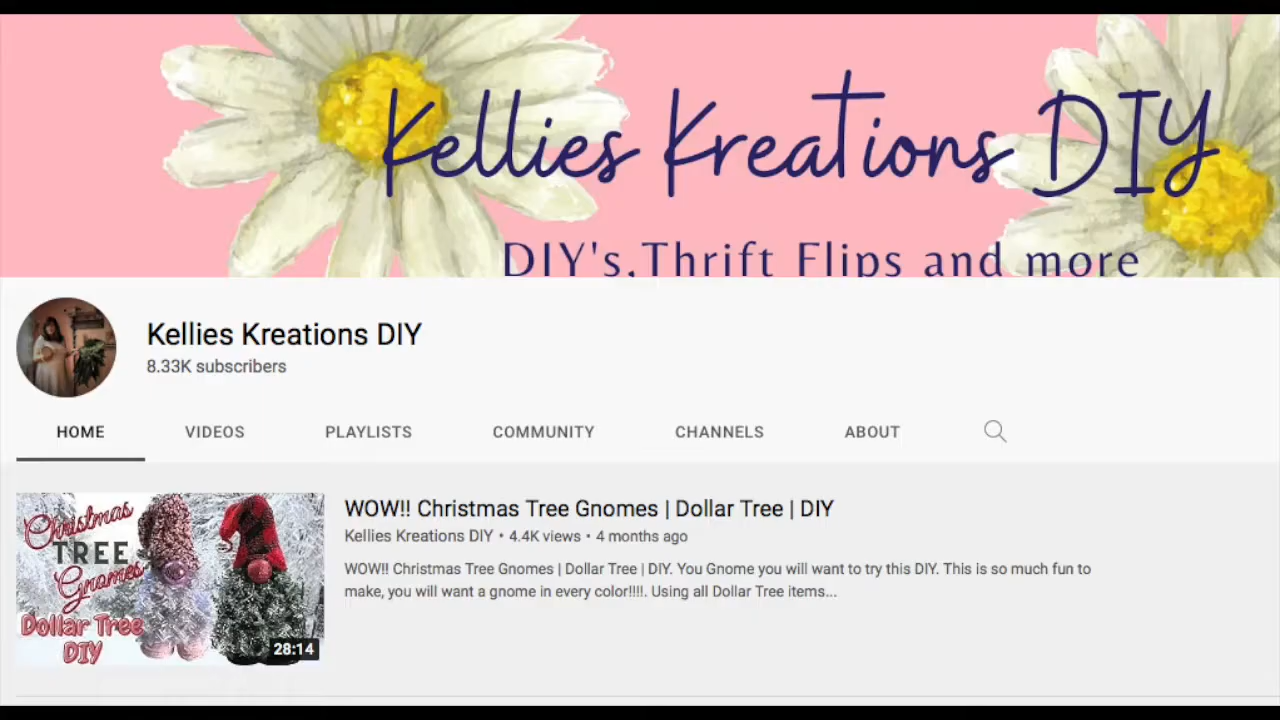 Kellies Kreations DIY
DIY's,Thrift Flips and more
Kellies Kreations DIY
8.33K subscribers
HOME VIDEOS PLAYLISTS COMMUNITY CHANNELS ABOUT
Christmas
TREE
Gnomes
Dollar Tree
DIY
28:14
WOW!! Christmas Tree Gnomes | Dollar Tree | DIY
Kellies Kreations DIY • 4.4K views • 4 months ago
WOW!! Christmas Tree Gnomes | Dollar Tree | DIY. You Gnome you will want to try this DIY. This is so much fun to
make, you will want a gnome in every color!!!!. Using all Dollar Tree items...